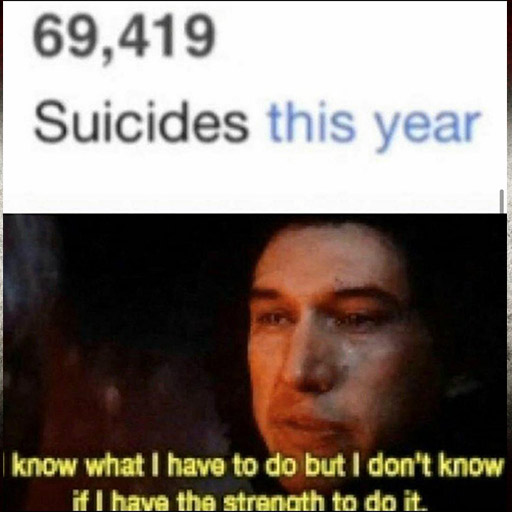 69,419
Suicides this year
I know what I have to do but I don't know
if I have the strength to do it.